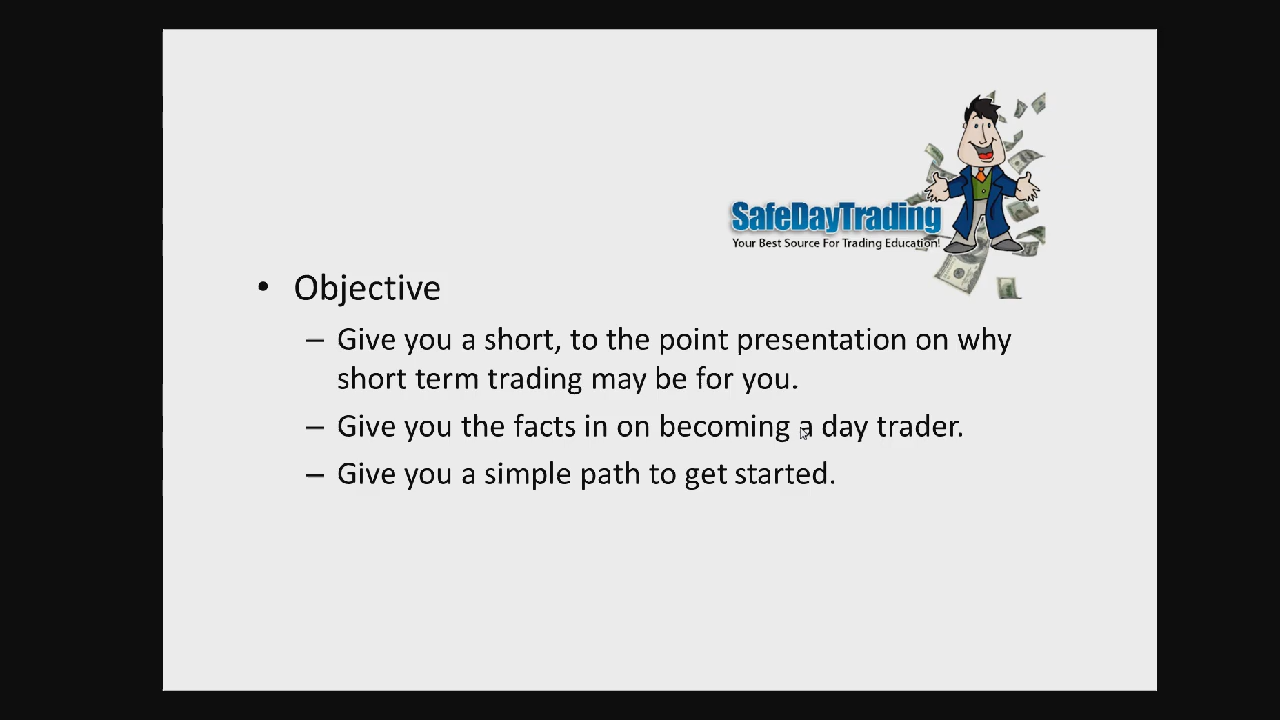 SafeDayTrading
Your Best Source For Trading Education!
• Objective
– Give you a short, to the point presentation on why
short term trading may be for you.
– Give you the facts in on becoming a day trader.
– Give you a simple path to get started.